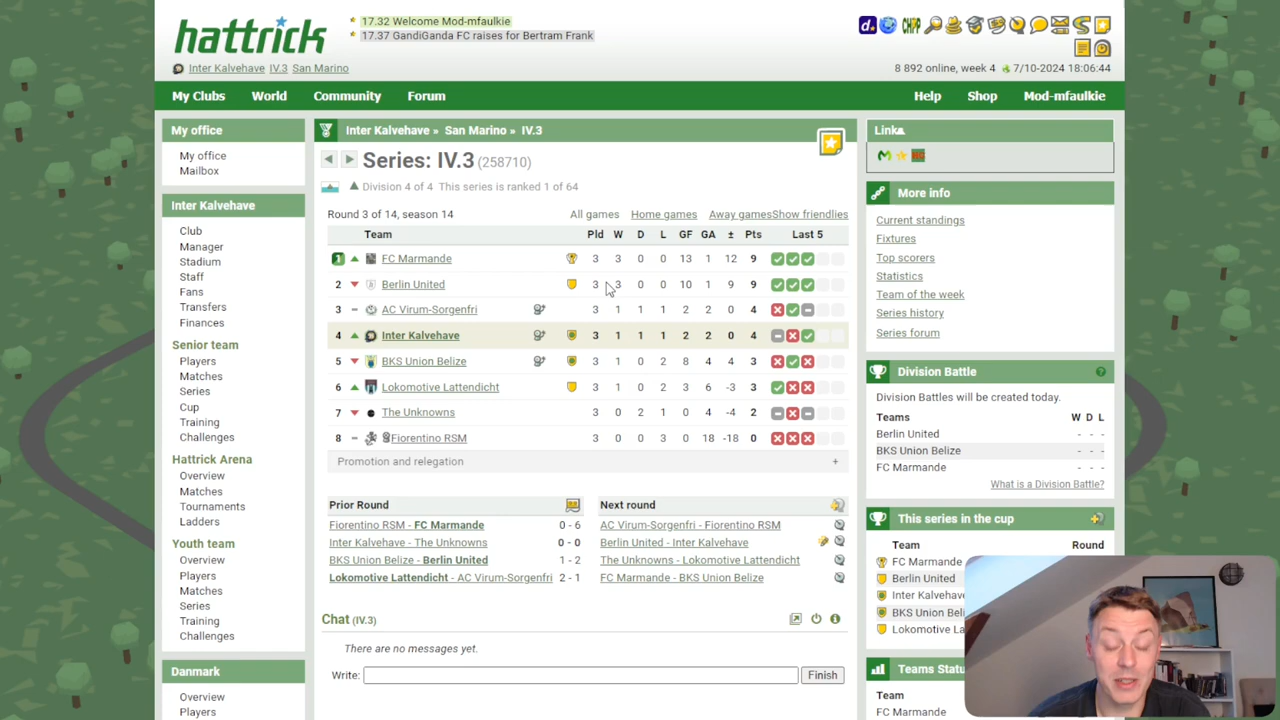 hattrick
17.32 Welcome Mod-mfaulkie
17.37 GandiGanda FC raises for Bertram Frank
CHPP
Inter Kalvehave IV.3 San Marino
8 892 online, week 4 7/10-2024 18:06:44
My Clubs World Community Forum Help Shop Mod-mfaulkie
My office
My office
Mailbox
Inter Kalvehave
Club
Manager
Stadium
Staff
Fans
Transfers
Finances
Senior team
Players
Matches
Series
Cup
Training
Challenges
Hattrick Arena
Overview
Matches
Tournaments
Ladders
Youth team
Overview
Players
Matches
Series
Training
Challenges
Danmark
Overview
Players
Inter Kalvehave » San Marino » IV.3
Series: IV.3 (258710)
Division 4 of 4 This series is ranked 1 of 64
Round 3 of 14, season 14 All games Home games Away games Show friendlies
Team Pld W D L GF GA ± Pts Last 5
1 FC Marmande 3 3 0 0 13 1 12 9
2 Berlin United 3 3 0 0 10 1 9 9
3 AC Virum-Sorgenfri 3 1 1 1 2 2 0 4
4 Inter Kalvehave 3 1 1 1 2 2 0 4
5 BKS Union Belize 3 1 0 2 8 4 4 3
6 Lokomotive Lattendicht 3 1 0 2 3 6 -3 3
7 The Unknowns 3 0 2 1 0 4 -4 2
8 Fiorentino RSM 3 0 0 3 0 18 -18 0
Promotion and relegation +
Prior Round
Fiorentino RSM - FC Marmande 0 - 6
Inter Kalvehave - The Unknowns 0 - 0
BKS Union Belize - Berlin United 1 - 2
Lokomotive Lattendicht - AC Virum-Sorgenfri 2 - 1
Next round
AC Virum-Sorgenfri - Fiorentino RSM
Berlin United - Inter Kalvehave
The Unknowns - Lokomotive Lattendicht
FC Marmande - BKS Union Belize
Chat (IV.3)
There are no messages yet.
Write: Finish
Links
More info
Current standings
Fixtures
Top scorers
Statistics
Team of the week
Series history
Series forum
Division Battle
Division Battles will be created today.
Teams W D L
Berlin United - - -
BKS Union Belize - - -
FC Marmande - - -
What is a Division Battle?
This series in the cup
Team Round
FC Marmande
Berlin United
Inter Kalvehave
BKS Union Beli
Lokomotive La
Teams Statu
Team
FC Marmande